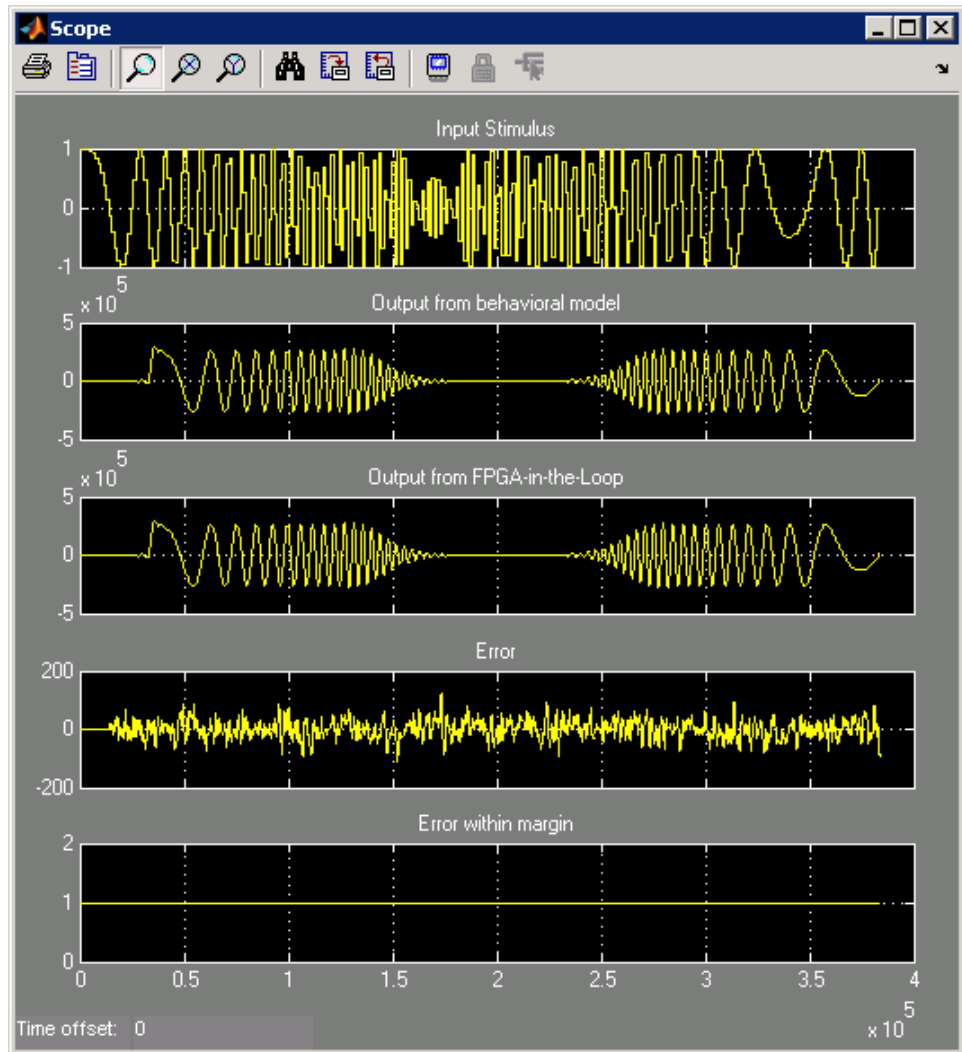 Scope
Input Stimulus
1
0
-1
x 10 5
Output from behavioral model
5
0
-5
x 10 5
Output from FPGA-in-the-Loop
5
0
-5
Error
200
0
-200
Error within margin
2
1
0
0 0.5 1 1.5 2 2.5 3 3.5 4
x 10 5
Time offset: 0